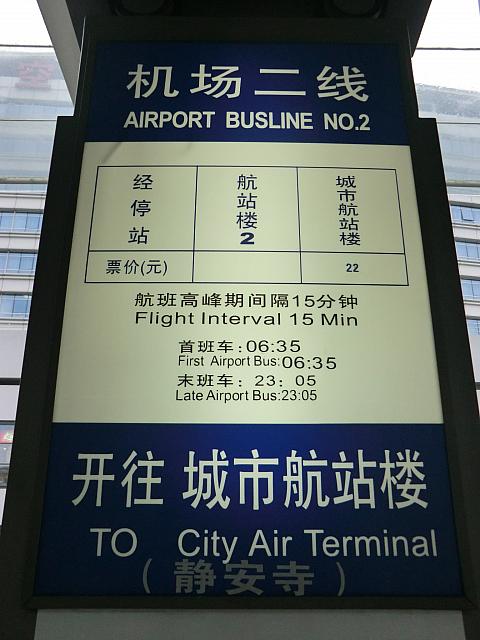 机场二线
AIRPORT BUSLINE NO.2
经停站 航站楼2 城市航站楼
票价(元) 22
航班高峰期间隔15分钟
Flight Interval 15 Min
首班车:06:35
First Airport Bus:06:35
末班车: 23: 05
Late Airport Bus:23:05
开往 城市航站楼
TO City Air Terminal
(静安寺)